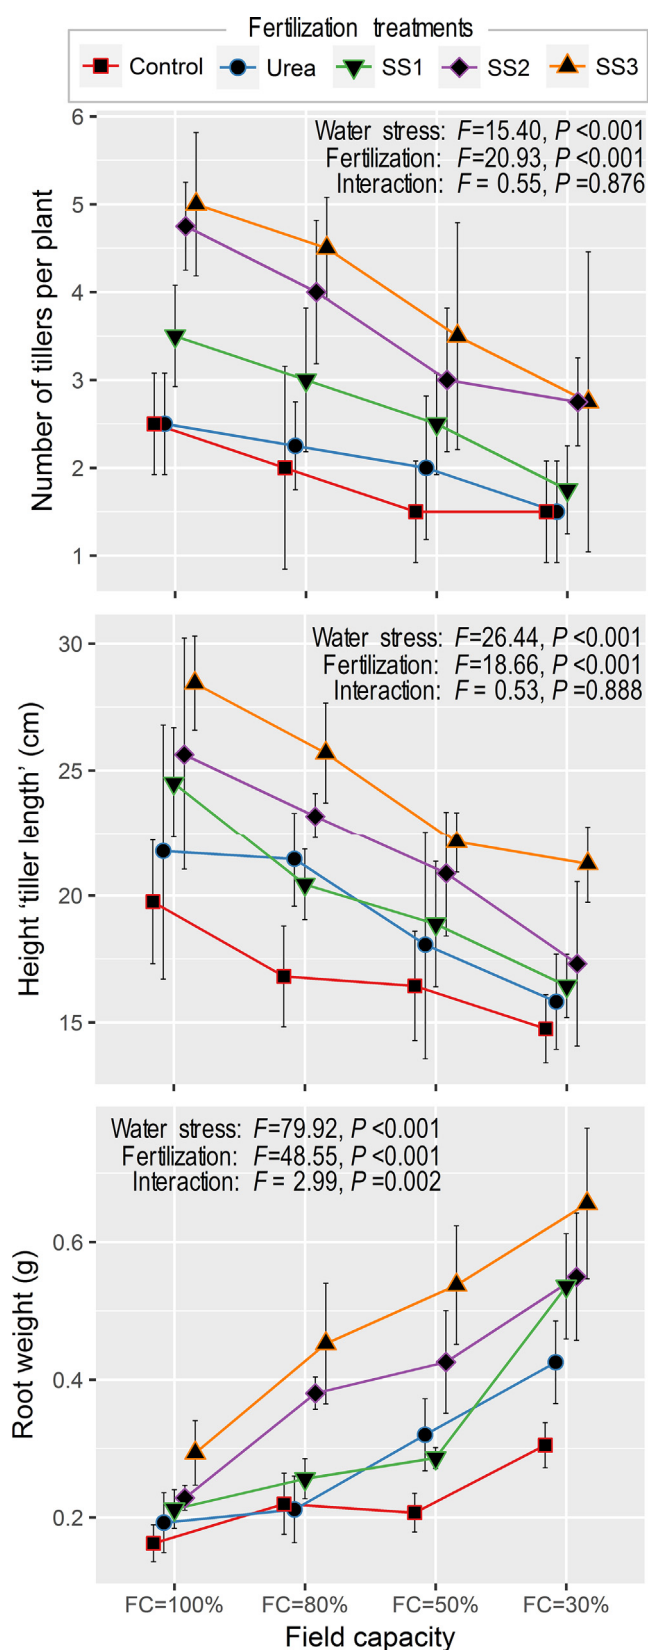 Fertilization treatments
Control Urea SS1 SS2 SS3
Water stress: F=15.40, P <0.001
Fertilization: F=20.93, P <0.001
Interaction: F = 0.55, P =0.876
6
5
4
3
2
1
Number of tillers per plant
Water stress: F=26.44, P <0.001
Fertilization: F=18.66, P <0.001
Interaction: F = 0.53, P =0.888
30
25
20
15
Height ‘tiller length’ (cm)
Water stress: F=79.92, P <0.001
Fertilization: F=48.55, P <0.001
Interaction: F = 2.99, P =0.002
0.6
0.4
0.2
Root weight (g)
FC=100% FC=80% FC=50% FC=30%
Field capacity